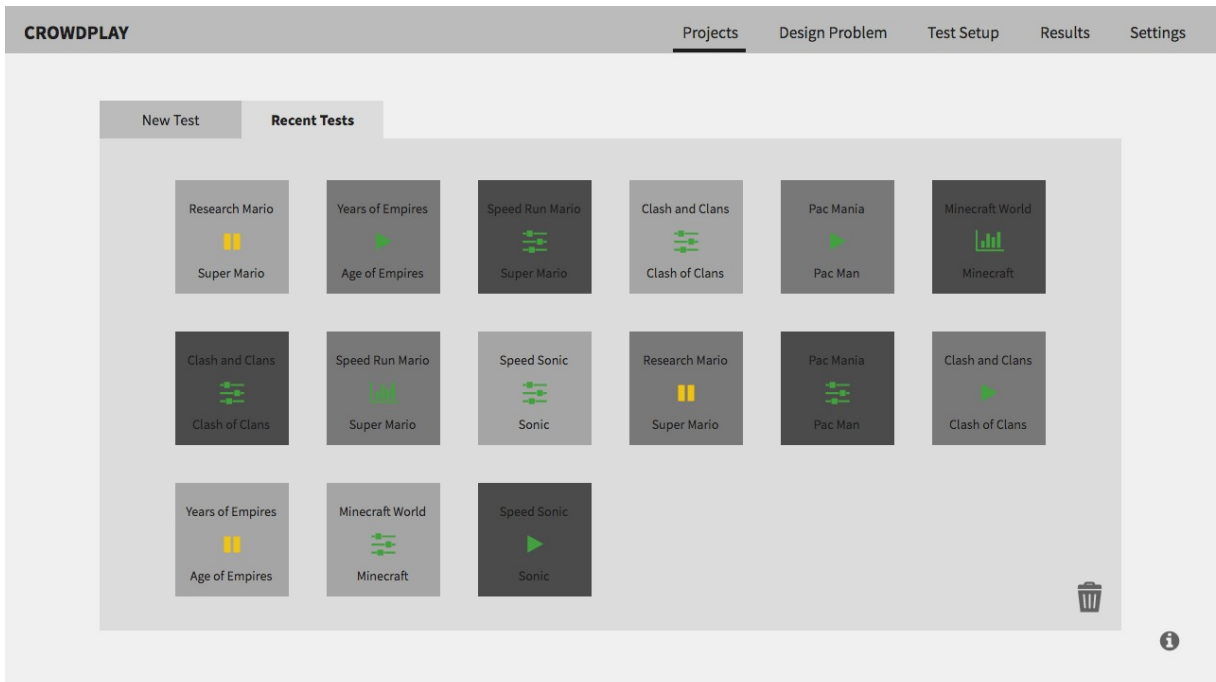 CROWDPLAY
Projects Design Problem Test Setup Results Settings
New Test Recent Tests
Research Mario Years of Empires Speed Run Mario Clash and Clans Pac Mania Minecraft World
Super Mario Age of Empires Super Mario Clash of Clans Pac Man Minecraft
Clash and Clans Speed Run Mario Speed Sonic Research Mario Pac Mania Clash and Clans
Clash of Clans Super Mario Sonic Super Mario Pac Man Clash of Clans
Years of Empires Minecraft World Speed Sonic
Age of Empires Minecraft Sonic